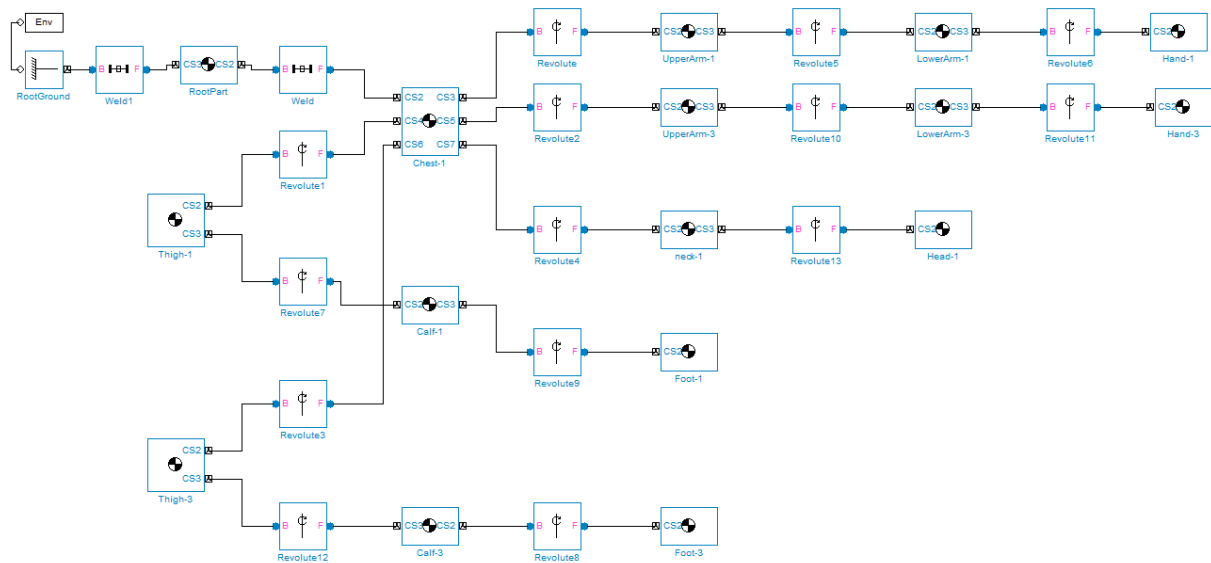 Env
B F
B F
B F
B F
B F
CS2 CS3
CS2 CS3
CS2
CS3 CS2
RootGround
Weld1
RootPart
Weld
Revolute
UpperArm-1
Revolute5
LowerArm-1
Revolute6
Hand-1
CS2 CS3
CS4 CS5
CS6 CS7
Chest-1
B F
CS2 CS3
B F
CS2 CS3
B F
CS2
Revolute2
UpperArm-3
Revolute10
LowerArm-3
Revolute11
Hand-3
B F
Revolute1
CS2
CS3
Thigh-1
B F
CS2 CS3
B F
CS2
Revolute4
neck-1
Revolute13
Head-1
B F
Revolute7
CS2 CS3
Calf-1
B F
Revolute9
CS2
Foot-1
B F
Revolute3
CS2
CS3
Thigh-3
B F
Revolute12
CS3 CS2
Calf-3
B F
Revolute8
CS2
Foot-3